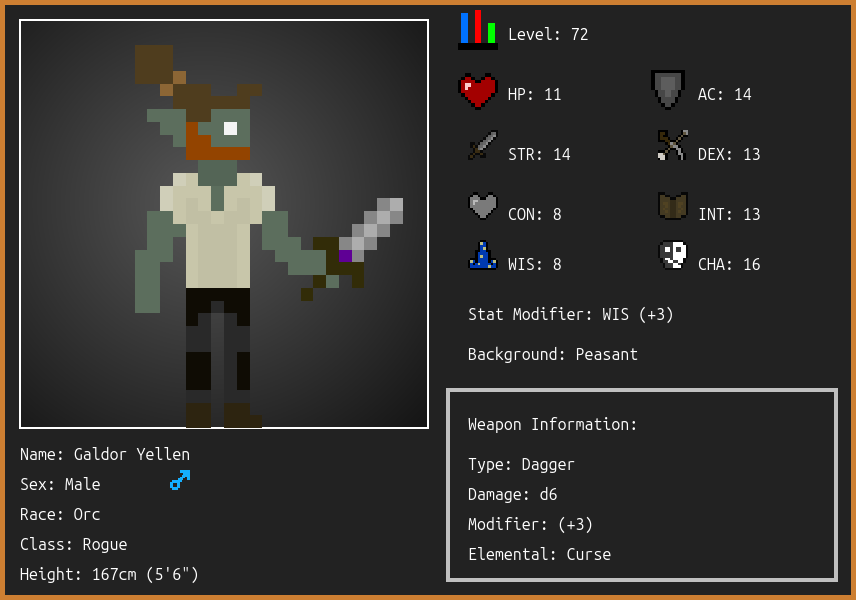 Level: 72
HP: 11
AC: 14
STR: 14
DEX: 13
CON: 8
INT: 13
WIS: 8
CHA: 16
Stat Modifier: WIS (+3)
Background: Peasant
Weapon Information:
Type: Dagger
Damage: d6
Modifier: (+3)
Elemental: Curse
Name: Galdor Yellen
Sex: Male
Race: Orc
Class: Rogue
Height: 167cm (5'6")